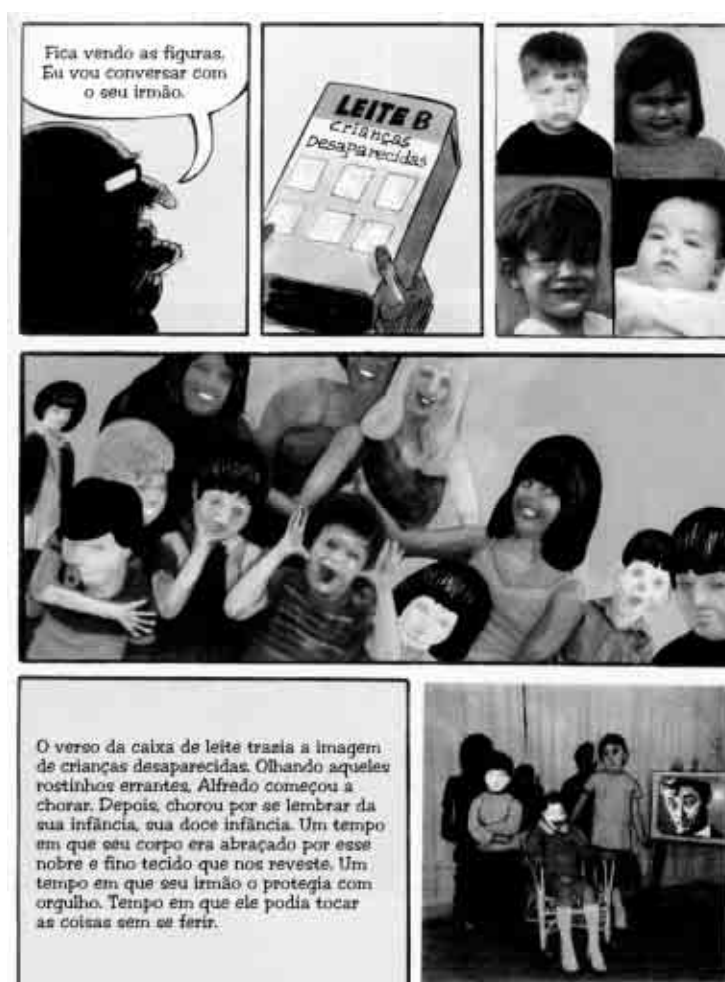 Fica vendo as figuras.
Eu vou conversar com
o seu irmão.
LEITE B
crianças
Desaparecidas
O verso da caixa de leite trazia a imagem
de crianças desaparecidas. Olhando aqueles
rostinhos errantes, Alfredo começou a
chorar. Depois, chorou por se lembrar da
sua infância, sua doce infância. Um tempo
em que seu corpo era abraçado por esse
nobre e fino tecido que nos reveste. Um
tempo em que seu irmão o protegia com
orgulho. Tempo em que ele podia tocar
as coisas sem se ferir.